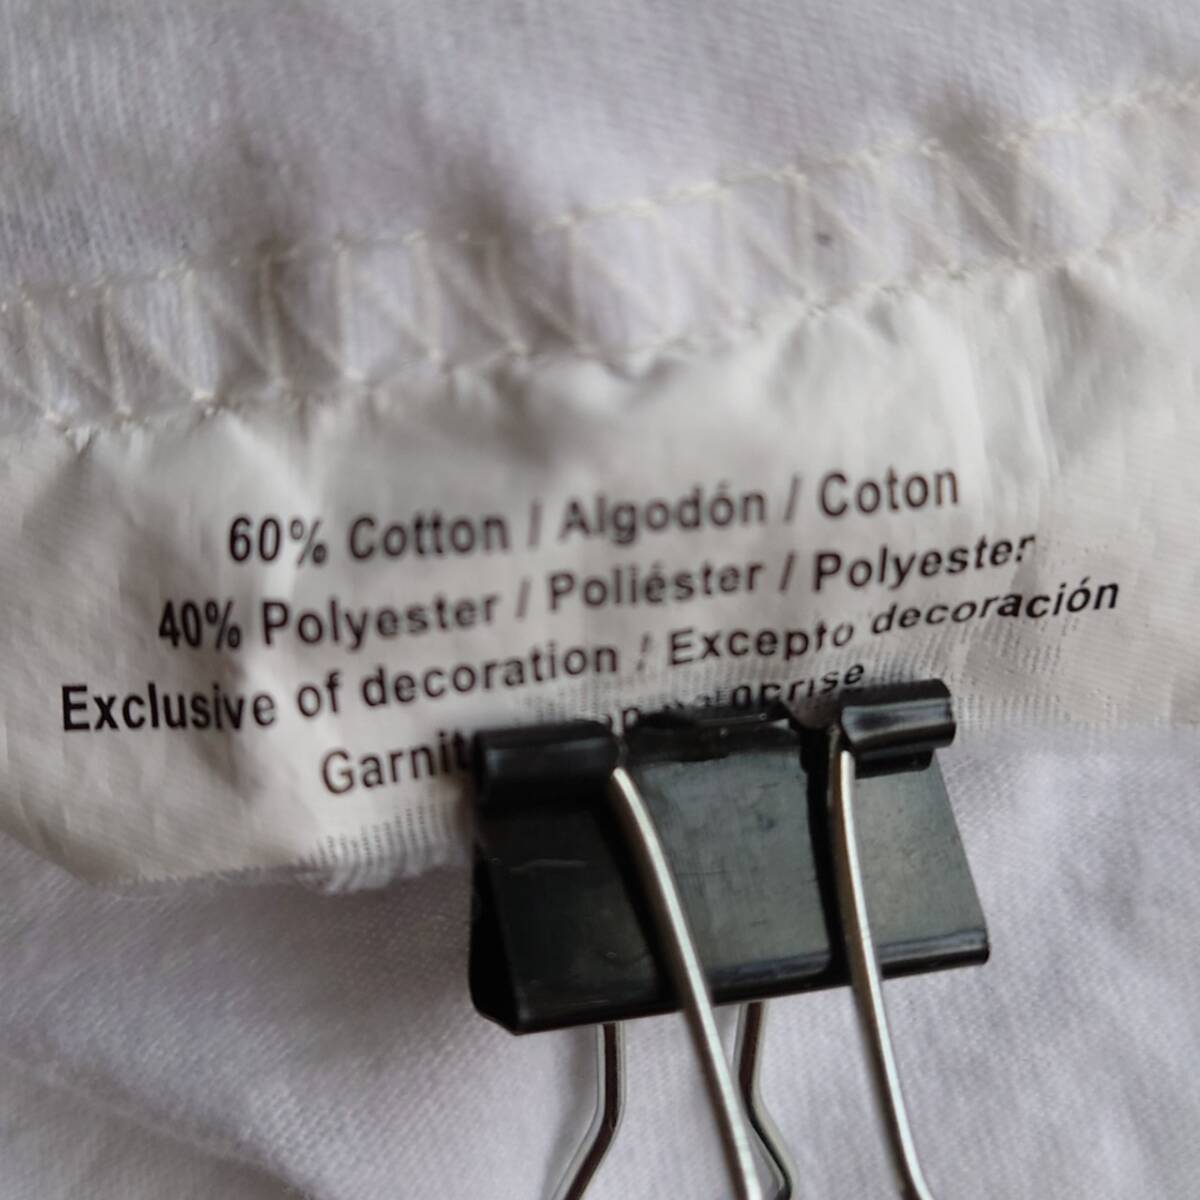 60% Cotton / Algodón / Coton
40% Polyester / Poliéster / Polyester
Exclusive of decoration / Excepto decoración